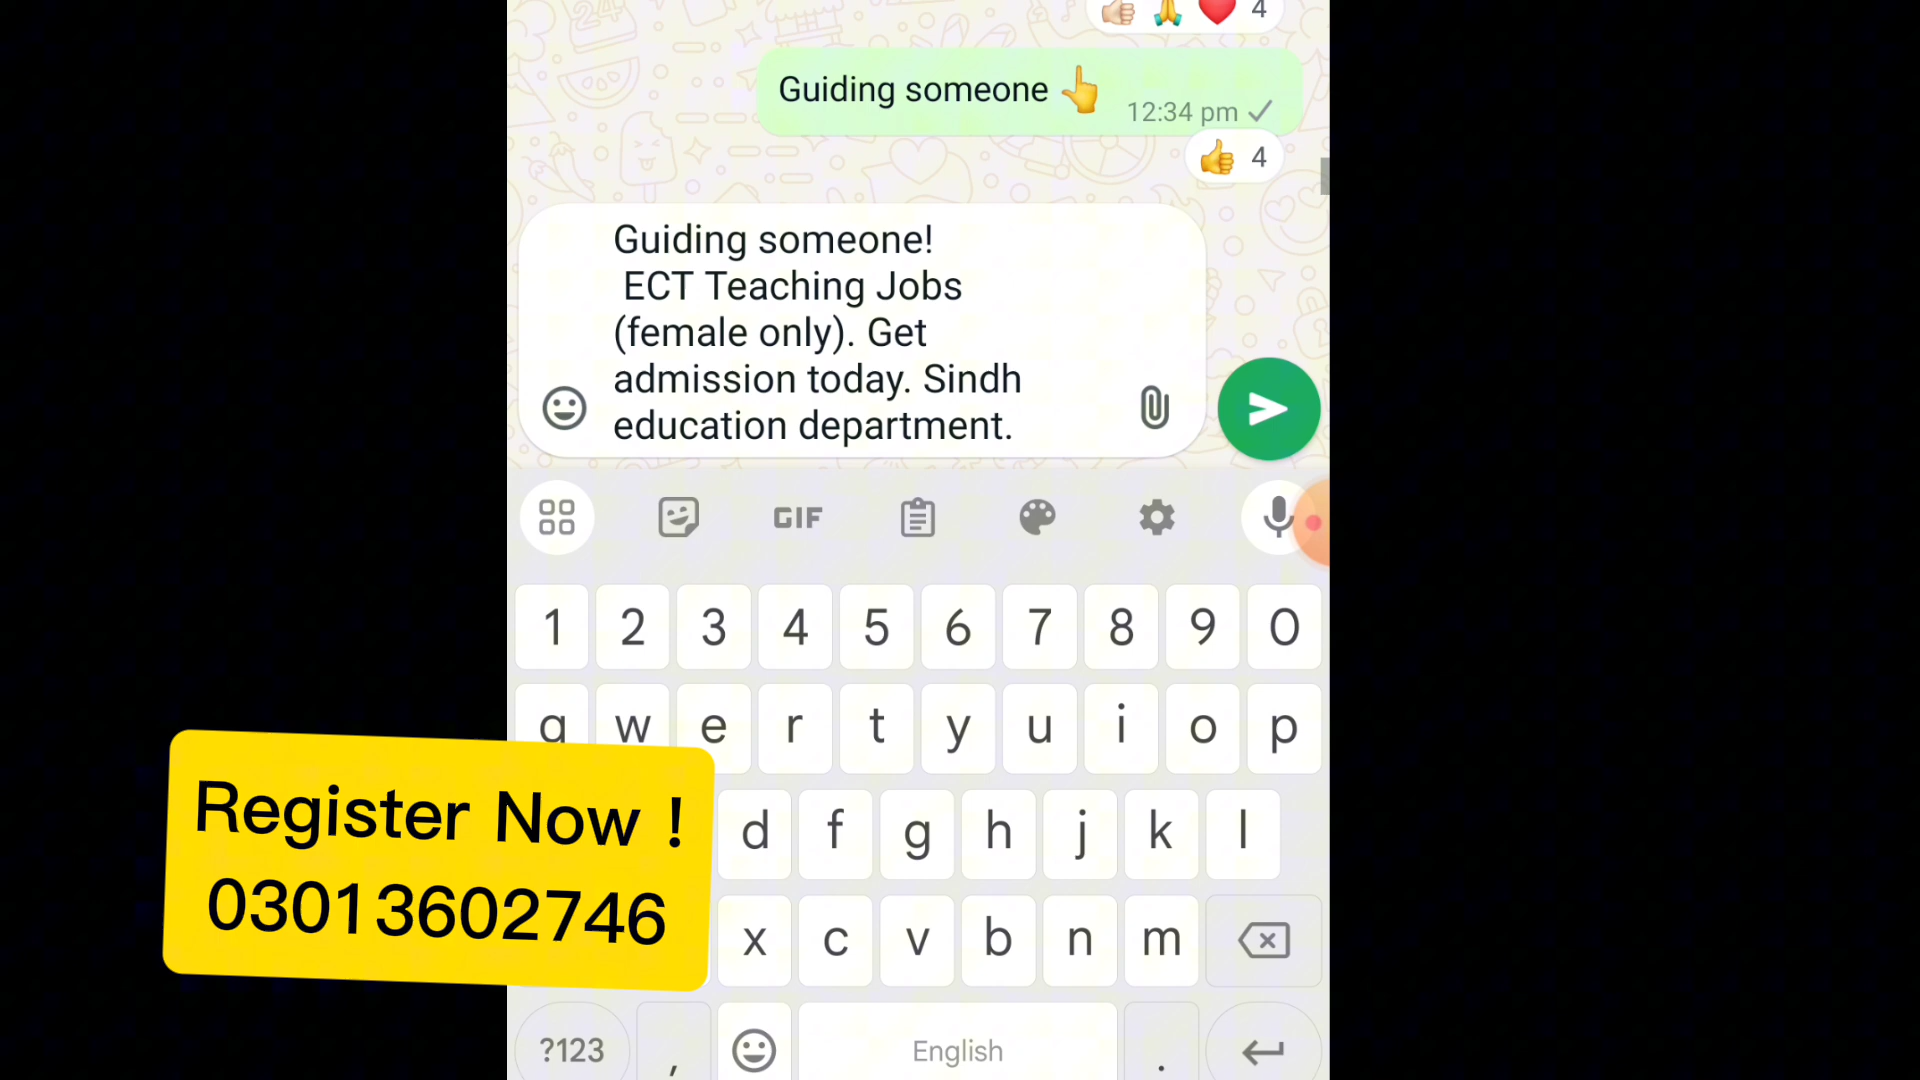 4
Guiding someone 👆
12:34 pm ✓
👍 4
Guiding someone!
ECT Teaching Jobs
(female only). Get
admission today. Sindh
education department.
GIF
1 2 3 4 5 6 7 8 9 0
q w e r t y u i o p
d f g h j k l
x c v b n m
?123 , English .
Register Now !
03013602746